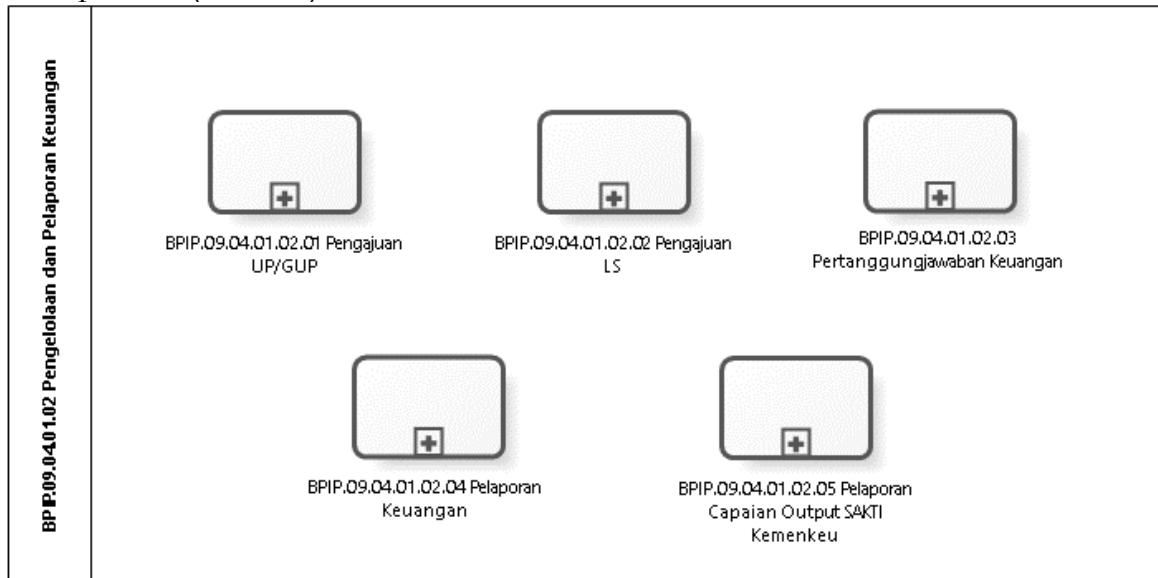 BPIP.09.04.01.02 Pengelolaan dan Pelaporan Keuangan
BPIP.09.04.01.02.01 Pengajuan
UP/GUP
BPIP.09.04.01.02.02 Pengajuan
LS
BPIP.09.04.01.02.03
Pertanggungjawaban Keuangan
BPIP.09.04.01.02.04 Pelaporan
Keuangan
BPIP.09.04.01.02.05 Pelaporan
Capaian Output SAKTI
Kemenkeu